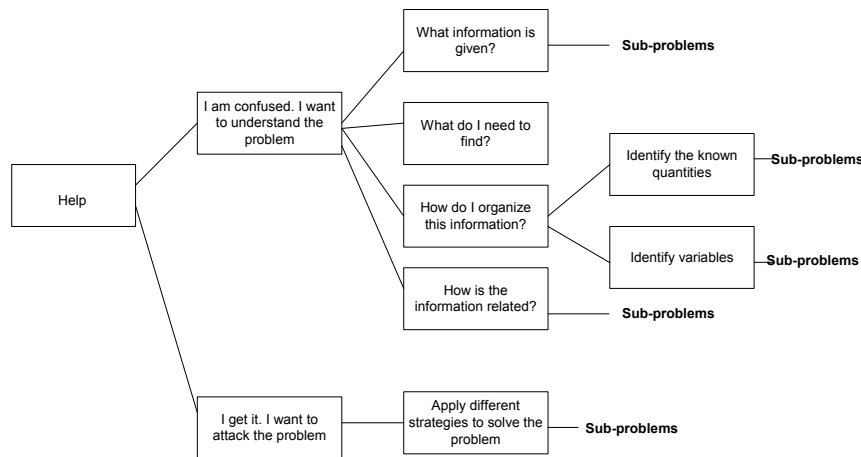 What information is
given?
Sub-problems
I am confused. I want
to understand the
problem
What do I need to
find?
Identify the known
quantities
Sub-problems
Help
How do I organize
this information?
Identify variables
Sub-problems
How is the
information related?
Sub-problems
I get it. I want to
attack the problem
Apply different
strategies to solve the
problem
Sub-problems